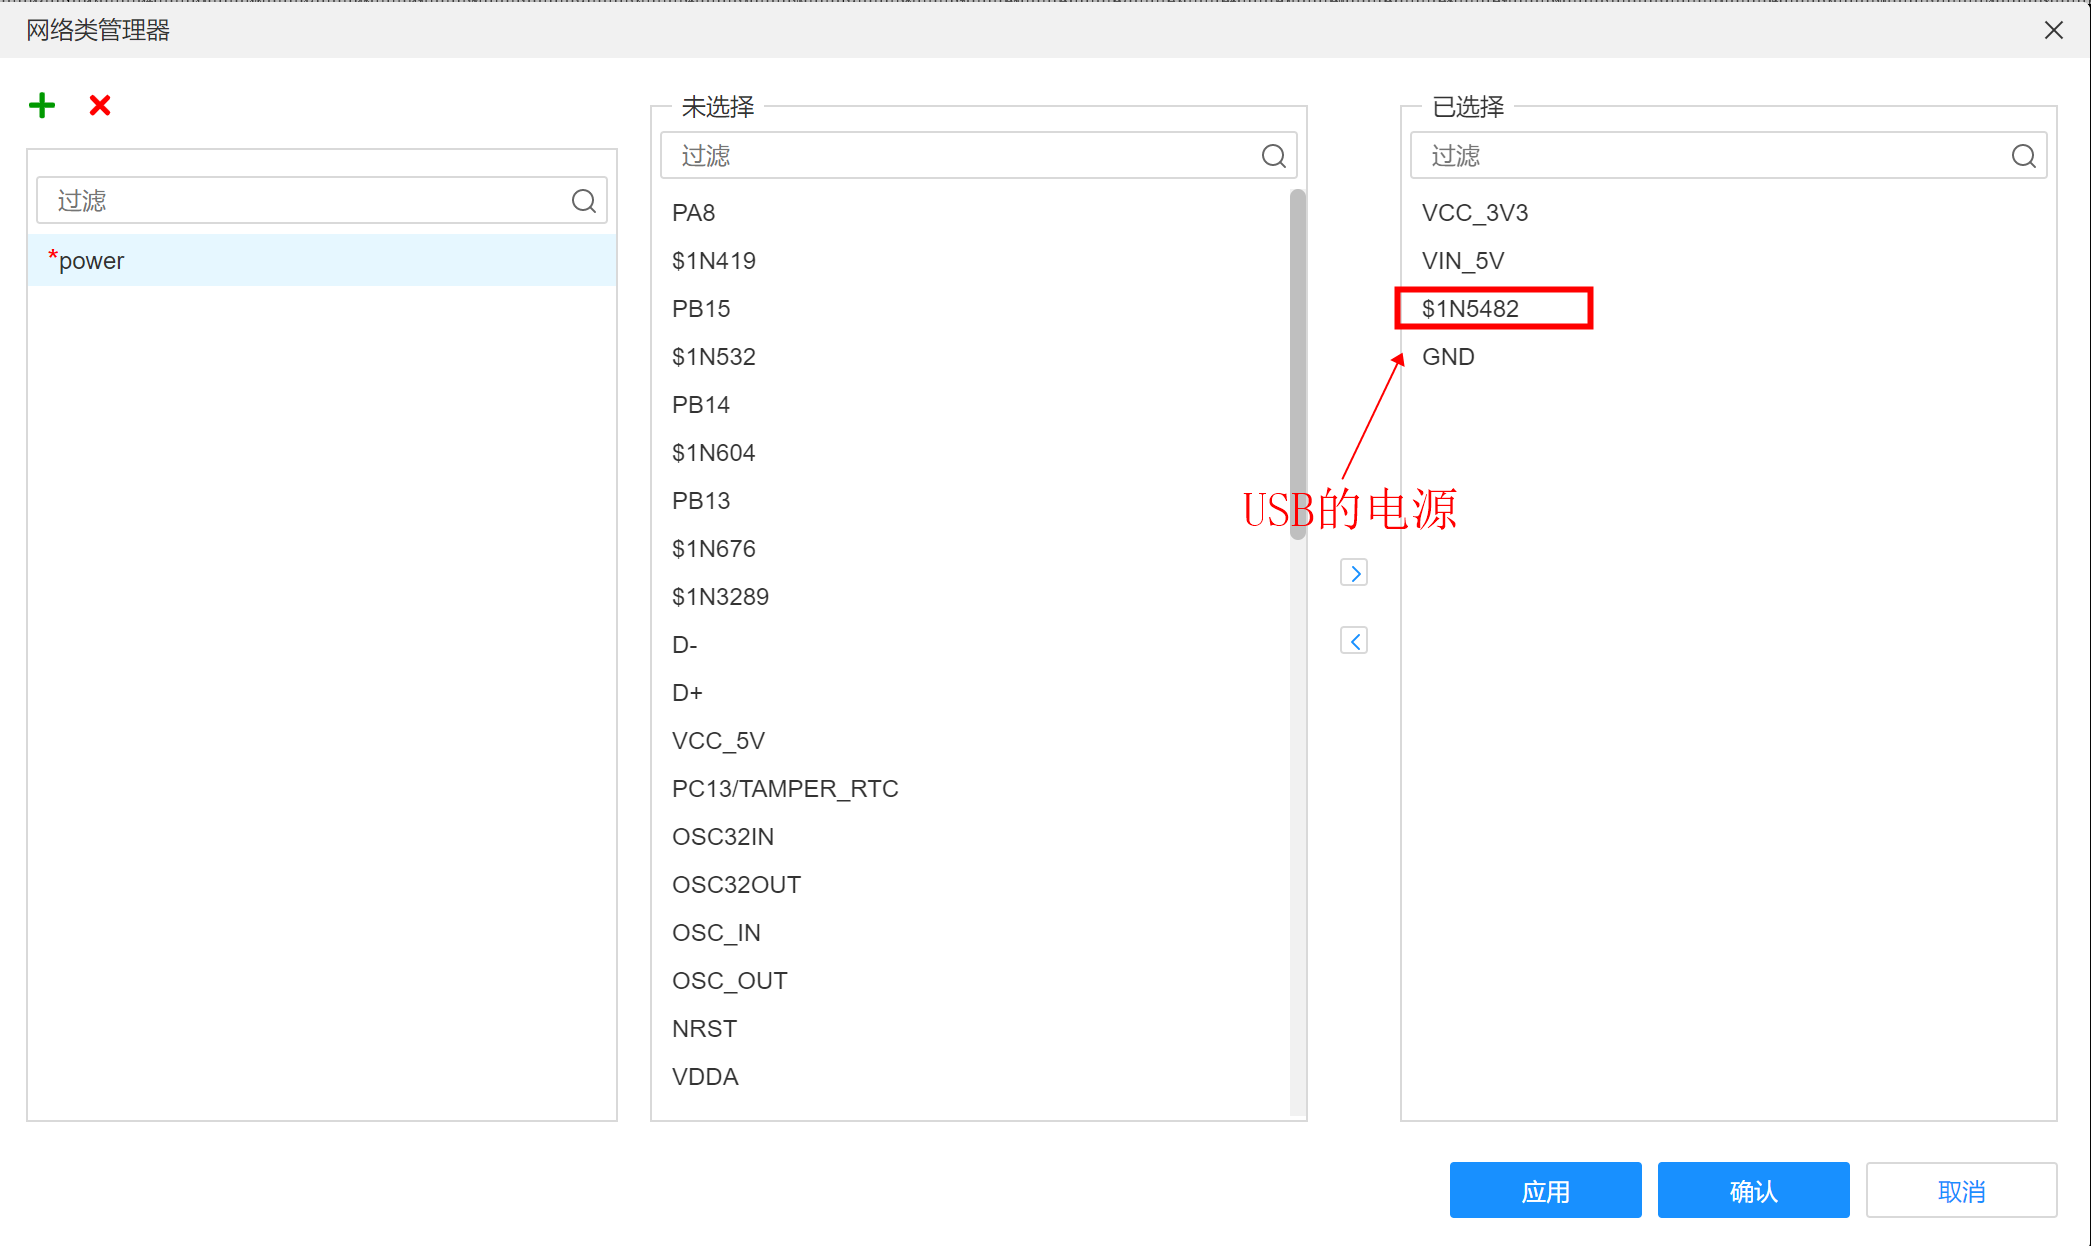 网络类管理器
过滤
*power
未选择
过滤
PA8
$1N419
PB15
$1N532
PB14
$1N604
PB13
$1N676
$1N3289
D-
D+
VCC_5V
PC13/TAMPER_RTC
OSC32IN
OSC32OUT
OSC_IN
OSC_OUT
NRST
VDDA
已选择
过滤
VCC_3V3
VIN_5V
$1N5482
GND
USB的电源
应用
确认
取消